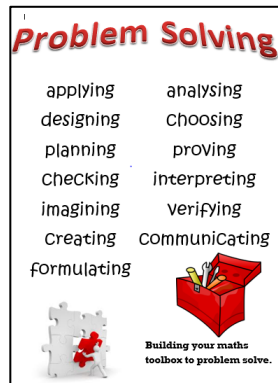 Problem Solving
applying analysing
designing choosing
planning proving
checking interpreting
imagining verifying
creating communicating
formulating
Building your maths
toolbox to problem solve.